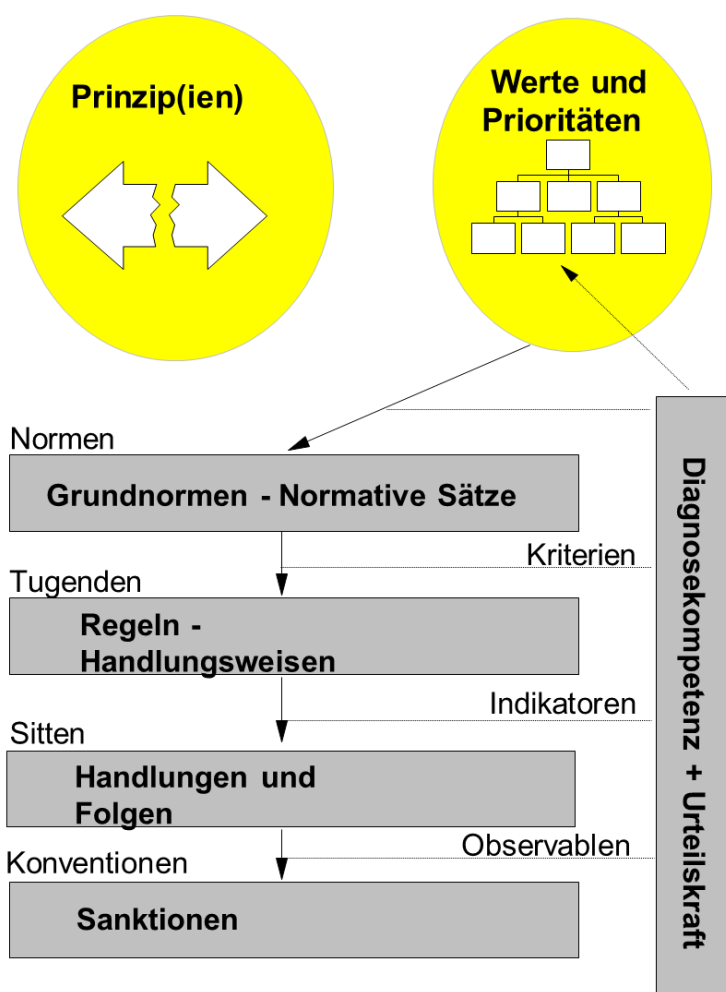 Prinzip(ien)
Werte und
Prioritäten
Normen
Grundnormen - Normative Sätze
Kriterien
Tugenden
Regeln -
Handlungsweisen
Indikatoren
Sitten
Handlungen und
Folgen
Observablen
Konventionen
Sanktionen
Diagnosekompetenz + Urteilskraft